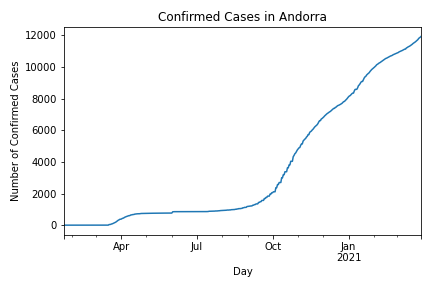 Confirmed Cases in Andorra
12000
10000
8000
6000
4000
2000
0
Number of Confirmed Cases
Apr Jul Oct Jan
2021
Day